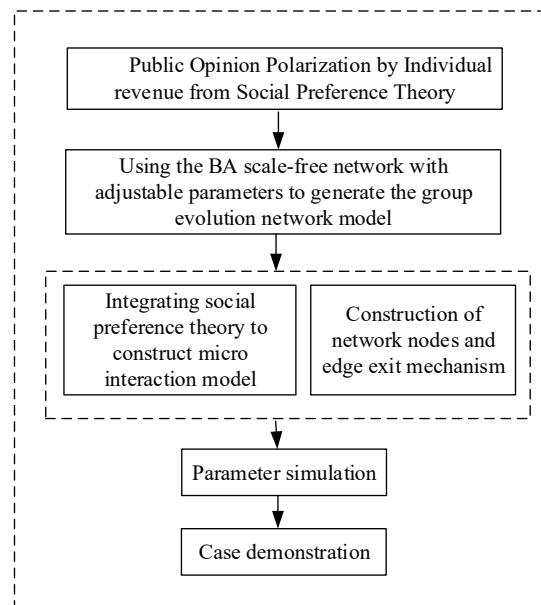 Public Opinion Polarization by Individual
revenue from Social Preference Theory
Using the BA scale-free network with
adjustable parameters to generate the group
evolution network model
Integrating social
preference theory to
construct micro
interaction model
Construction of
network nodes and
edge exit mechanism
Parameter simulation
Case demonstration